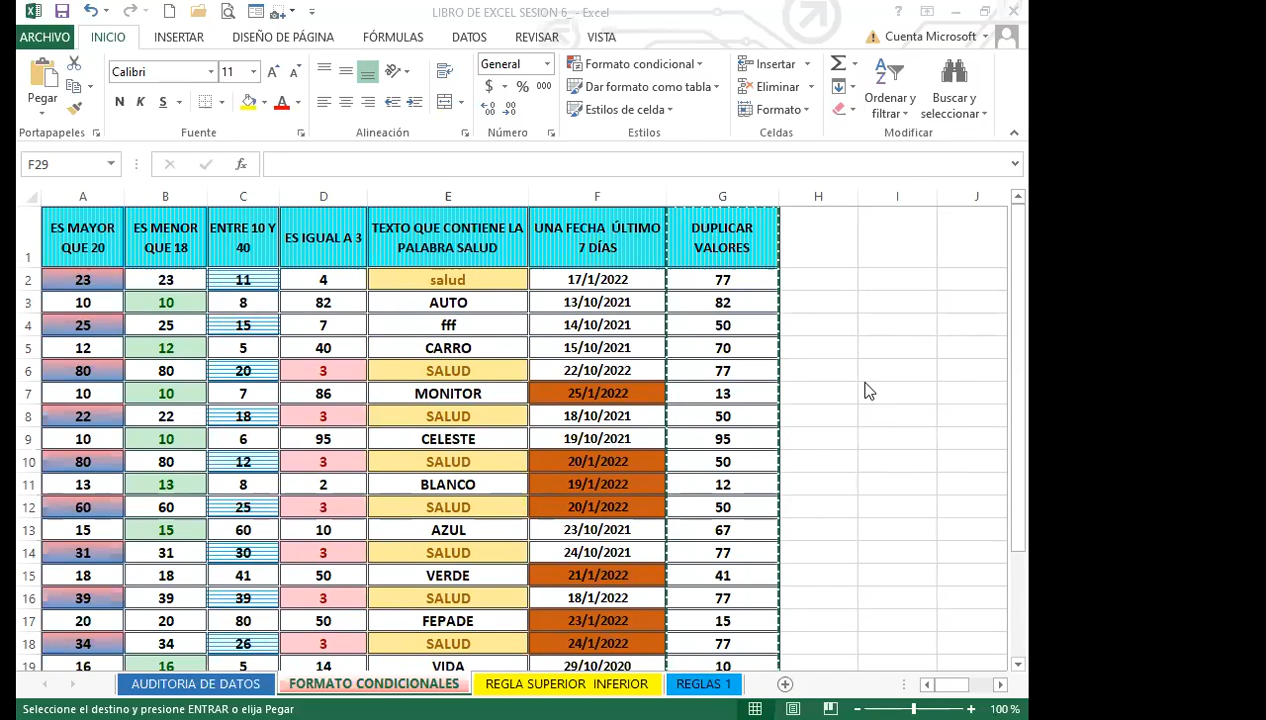 LIBRO DE EXCEL SESION 6_ - Excel
?
ARCHIVO INICIO INSERTAR DISEÑO DE PÁGINA FÓRMULAS DATOS REVISAR VISTA Cuenta Microsoft
Pegar
Portapapeles
Calibri 11 A A
N K S A
Fuente
Alineación
General
$ % 000
Número
Formato condicional
Dar formato como tabla
Estilos de celda
Estilos
Insertar
Eliminar
Formato
Celdas
Ordenar y filtrar
Buscar y seleccionar
Modificar
F29 fx
A B C D E F G H I J
1 ES MAYOR QUE 20 ES MENOR QUE 18 ENTRE 10 Y 40 ES IGUAL A 3 TEXTO QUE CONTIENE LA PALABRA SALUD UNA FECHA ÚLTIMO 7 DÍAS DUPLICAR VALORES
2 23 23 11 4 salud 17/1/2022 77
3 10 10 8 82 AUTO 13/10/2021 82
4 25 25 15 7 fff 14/10/2021 50
5 12 12 5 40 CARRO 15/10/2021 70
6 80 80 20 3 SALUD 22/10/2022 77
7 10 10 7 86 MONITOR 25/1/2022 13
8 22 22 18 3 SALUD 18/10/2021 50
9 10 10 6 95 CELESTE 19/10/2021 95
10 80 80 12 3 SALUD 20/1/2022 50
11 13 13 8 2 BLANCO 19/1/2022 12
12 60 60 25 3 SALUD 20/1/2022 50
13 15 15 60 10 AZUL 23/10/2021 67
14 31 31 30 3 SALUD 24/10/2021 77
15 18 18 41 50 VERDE 21/1/2022 41
16 39 39 39 3 SALUD 18/1/2022 77
17 20 20 80 50 FEPADE 23/1/2022 15
18 34 34 26 3 SALUD 24/1/2022 77
19 16 16 5 14 VIDA 29/10/2020 10
AUDITORIA DE DATOS FORMATO CONDICIONALES REGLA SUPERIOR INFERIOR REGLAS 1
Seleccione el destino y presione ENTRAR o elija Pegar 100 %